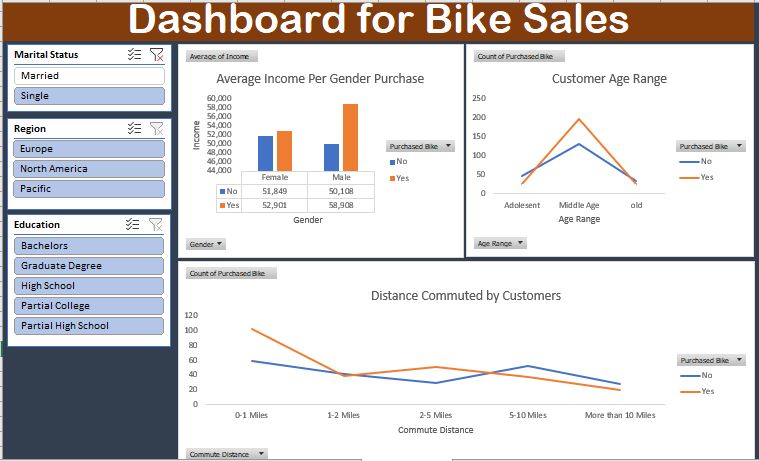 Dashboard for Bike Sales
Marital Status
Married
Single
Region
Europe
North America
Pacific
Education
Bachelors
Graduate Degree
High School
Partial College
Partial High School
Average of Income
Average Income Per Gender Purchase
60,000
58,000
56,000
54,000
52,000
50,000
48,000
46,000
44,000
Income
Female Male
No 51,849 50,108
Yes 52,901 58,908
Gender
Purchased Bike
No
Yes
Gender
Count of Purchased Bike
Customer Age Range
250
200
150
100
50
0
Adolesent Middle Age old
Age Range
Purchased Bike
No
Yes
Age Range
Count of Purchased Bike
Distance Commuted by Customers
120
100
80
60
40
20
0
0-1 Miles 1-2 Miles 2-5 Miles 5-10 Miles More than 10 Miles
Commute Distance
Purchased Bike
No
Yes
Commute Distance